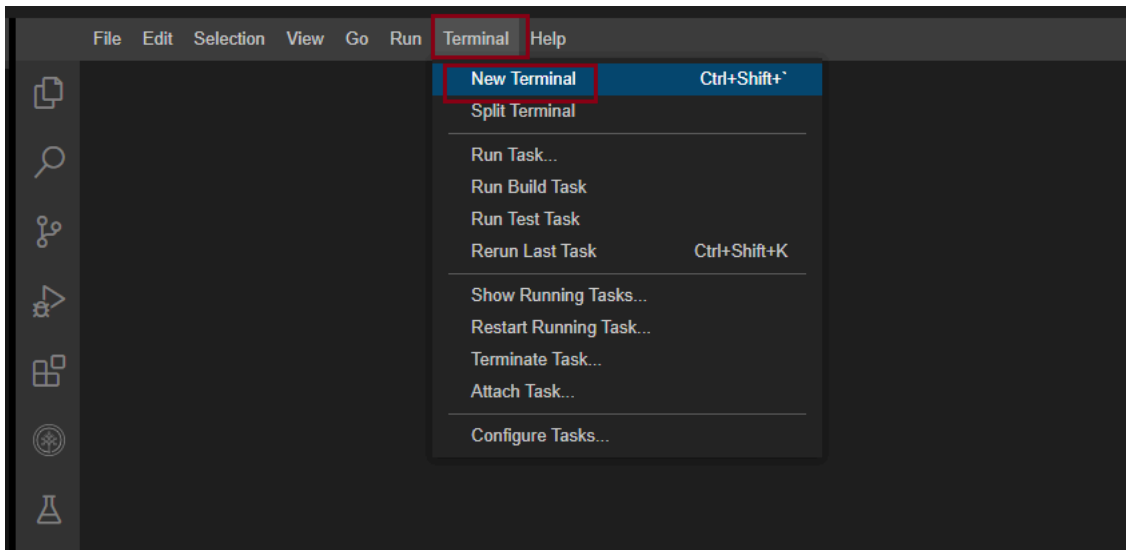 File Edit Selection View Go Run Terminal Help
New Terminal Ctrl+Shift+`
Split Terminal
Run Task...
Run Build Task
Run Test Task
Rerun Last Task Ctrl+Shift+K
Show Running Tasks...
Restart Running Task...
Terminate Task...
Attach Task...
Configure Tasks...